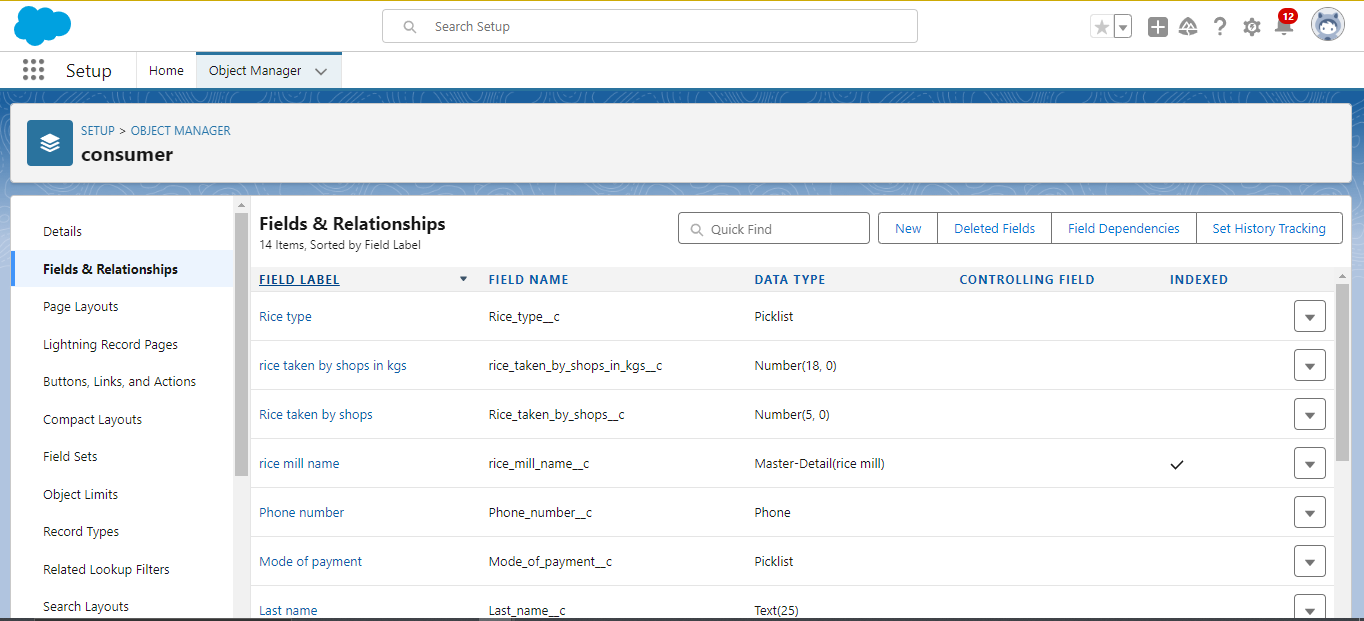 Search Setup
12
Setup
Home
Object Manager
SETUP > OBJECT MANAGER
consumer
Details
Fields & Relationships
Page Layouts
Lightning Record Pages
Buttons, Links, and Actions
Compact Layouts
Field Sets
Object Limits
Record Types
Related Lookup Filters
Search Layouts
Fields & Relationships
14 Items, Sorted by Field Label
Quick Find
New
Deleted Fields
Field Dependencies
Set History Tracking
FIELD LABEL FIELD NAME DATA TYPE CONTROLLING FIELD INDEXED
Rice type Rice_type__c Picklist
rice taken by shops in kgs rice_taken_by_shops_in_kgs__c Number(18, 0)
Rice taken by shops Rice_taken_by_shops__c Number(5, 0)
rice mill name rice_mill_name__c Master-Detail(rice mill)
Phone number Phone_number__c Phone
Mode of payment Mode_of_payment__c Picklist
Last name Last_name__c Text(25)